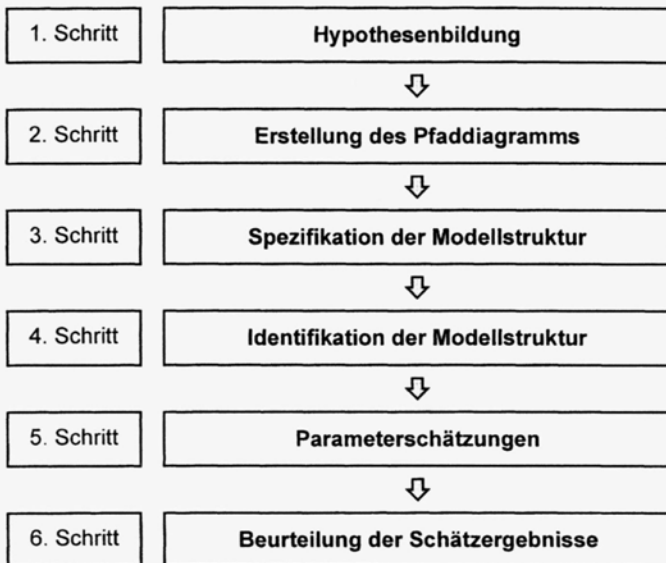 1. Schritt Hypothesenbildung
2. Schritt Erstellung des Pfaddiagramms
3. Schritt Spezifikation der Modellstruktur
4. Schritt Identifikation der Modellstruktur
5. Schritt Parameterschätzungen
6. Schritt Beurteilung der Schätzergebnisse